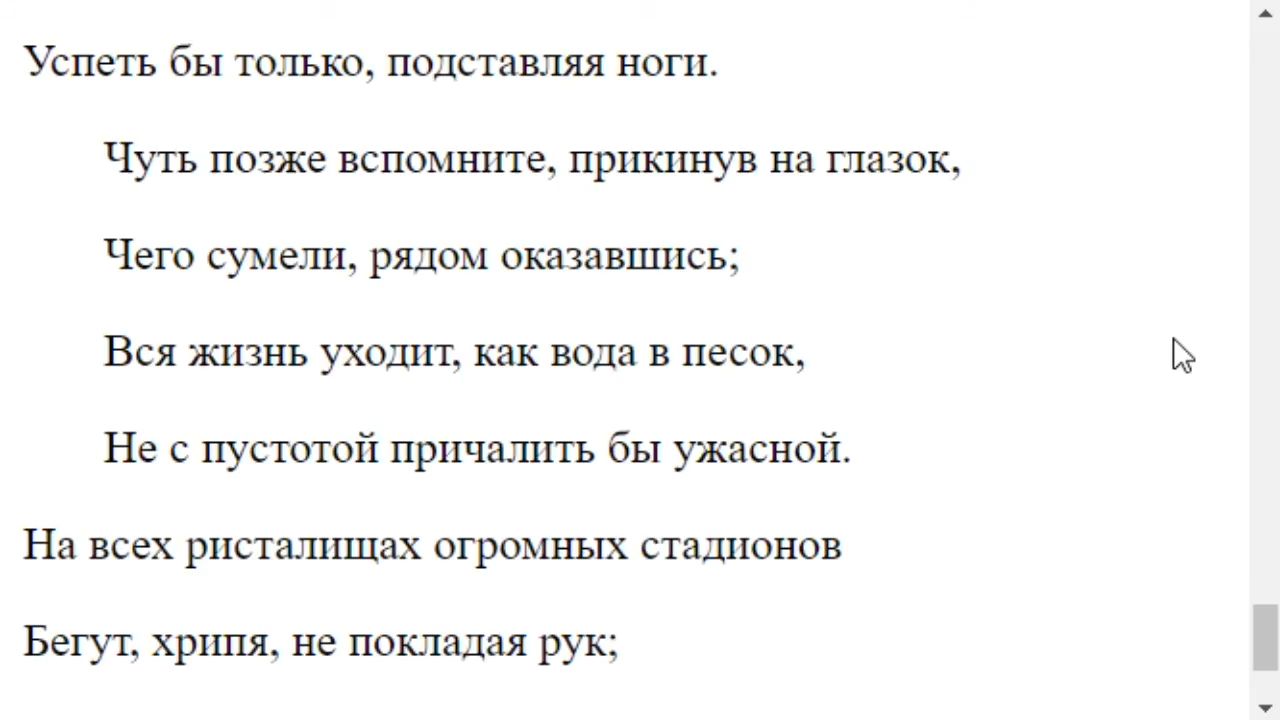 Успеть бы только, подставляя ноги.
Чуть позже вспомните, прикинув на глазок,
Чего сумели, рядом оказавшись;
Вся жизнь уходит, как вода в песок,
Не с пустотой причалить бы ужасной.
На всех ристалищах огромных стадионов
Бегут, хрипя, не покладая рук;